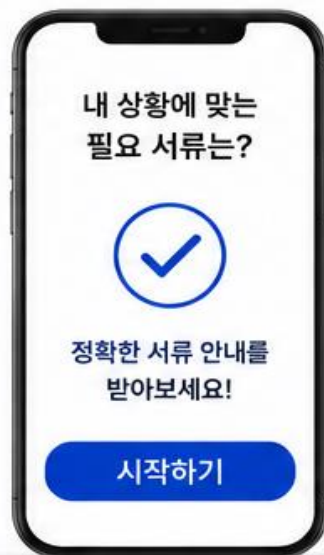 내 상황에 맞는
필요 서류는?
정확한 서류 안내를
받아보세요!
시작하기